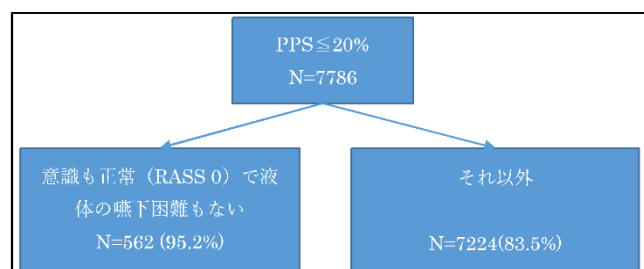 PPS≦20%
N=7786
意識も正常（RASS 0）で液
体の嚥下困難もない
N=562 (95.2%)
それ以外
N=7224(83.5%)